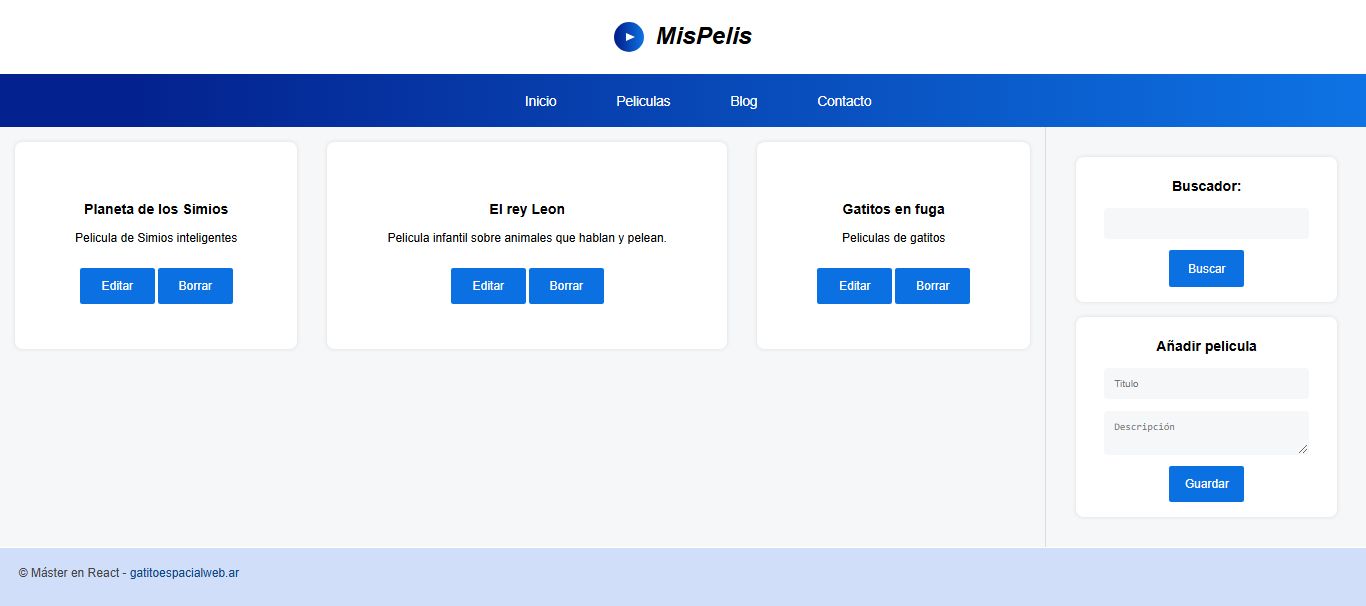 MisPelis
Inicio
Peliculas
Blog
Contacto
Planeta de los Simios
Pelicula de Simios inteligentes
Editar
Borrar
El rey Leon
Pelicula infantil sobre animales que hablan y pelean.
Editar
Borrar
Gatitos en fuga
Peliculas de gatitos
Editar
Borrar
Buscador:
Buscar
Añadir pelicula
Titulo
Descripción
Guardar
© Máster en React - gatitoespacialweb.ar